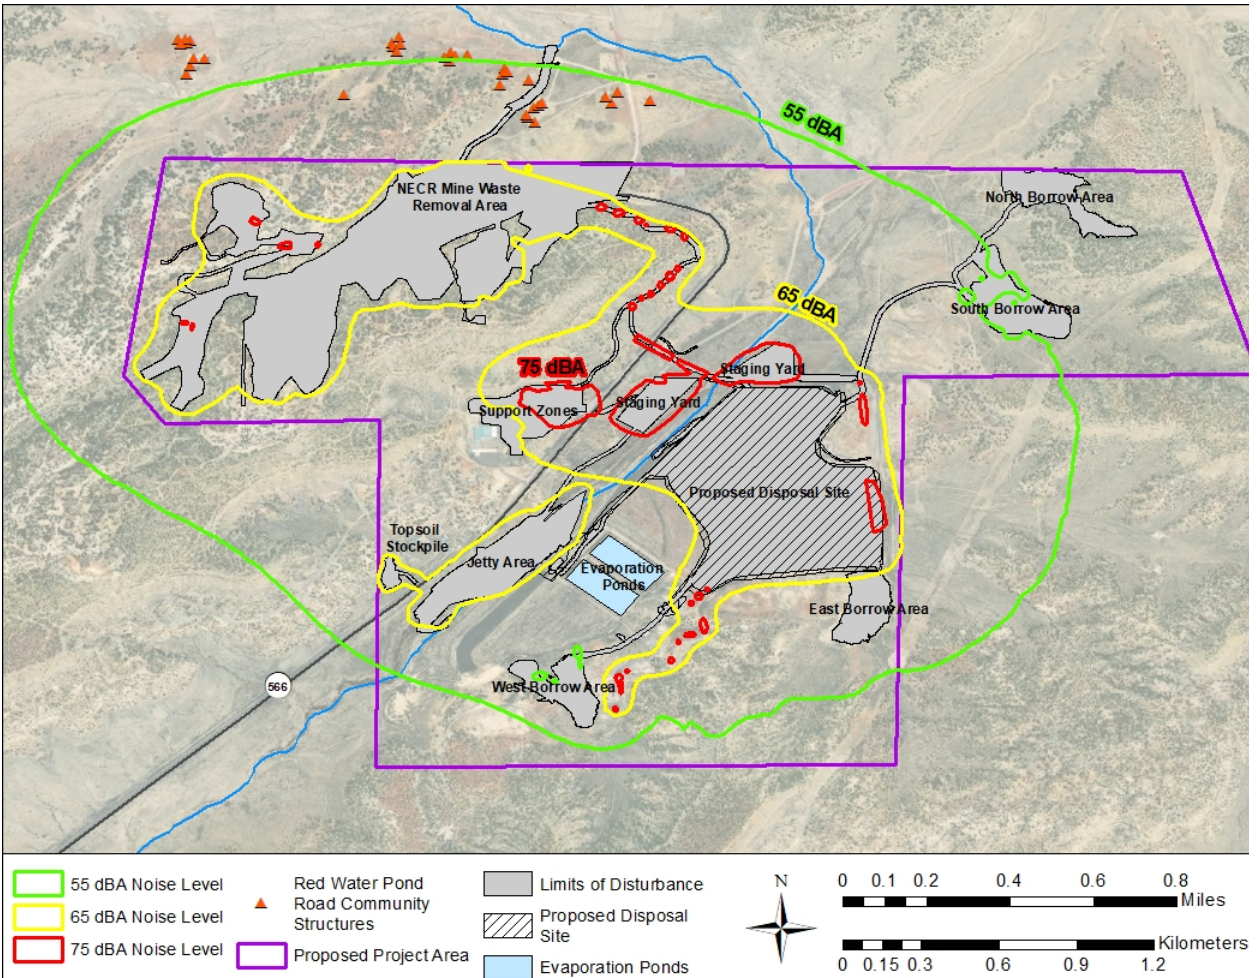 55 dBA
NECR Mine Waste
Removal Area
North Borrow Area
65 dBA
South Borrow Area
75 dBA
Staging Yard
Support Zones
Staging Yard
Proposed Disposal Site
Topsoil
Stockpile
Jetty Area
Evaporation
Ponds
East Borrow Area
West Borrow Area
566
55 dBA Noise Level
65 dBA Noise Level
75 dBA Noise Level
Red Water Pond
Road Community
Structures
Proposed Project Area
Limits of Disturbance
Proposed Disposal
Site
Evaporation Ponds
N
0 0.1 0.2 0.4 0.6 0.8
Miles
Kilometers
0 0.15 0.3 0.6 0.9 1.2